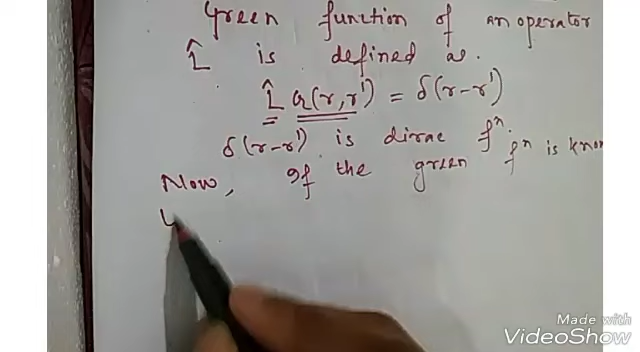 Green function of an operator
L̂ is defined as.
L̂ G(r, r') = δ(r-r')
δ(r-r') is dirac fⁿ.
Now, If the green fⁿ is know
Made with
VideoShow